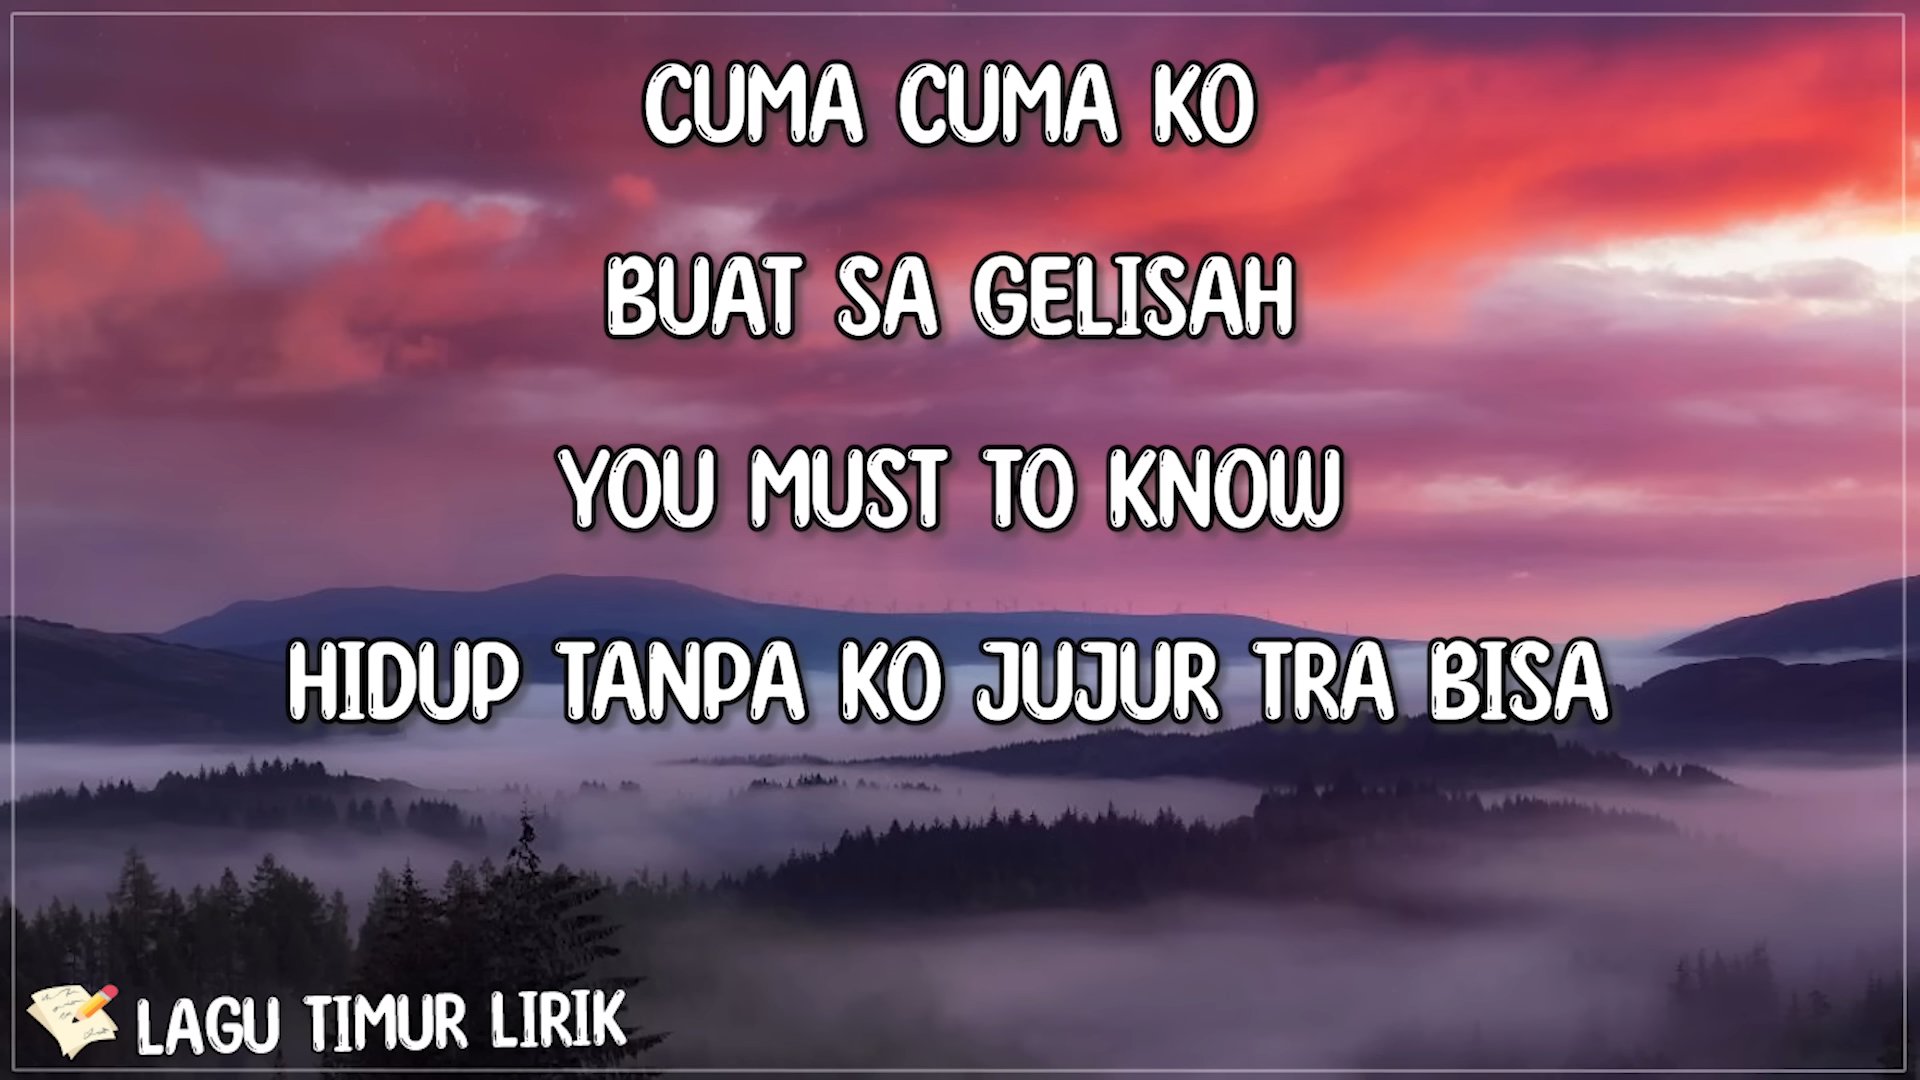 CUMA CUMA KO
BUAT SA GELISAH
YOU MUST TO KNOW
HIDUP TANPA KO JUJUR TRA BISA
LAGU TIMUR LIRIK